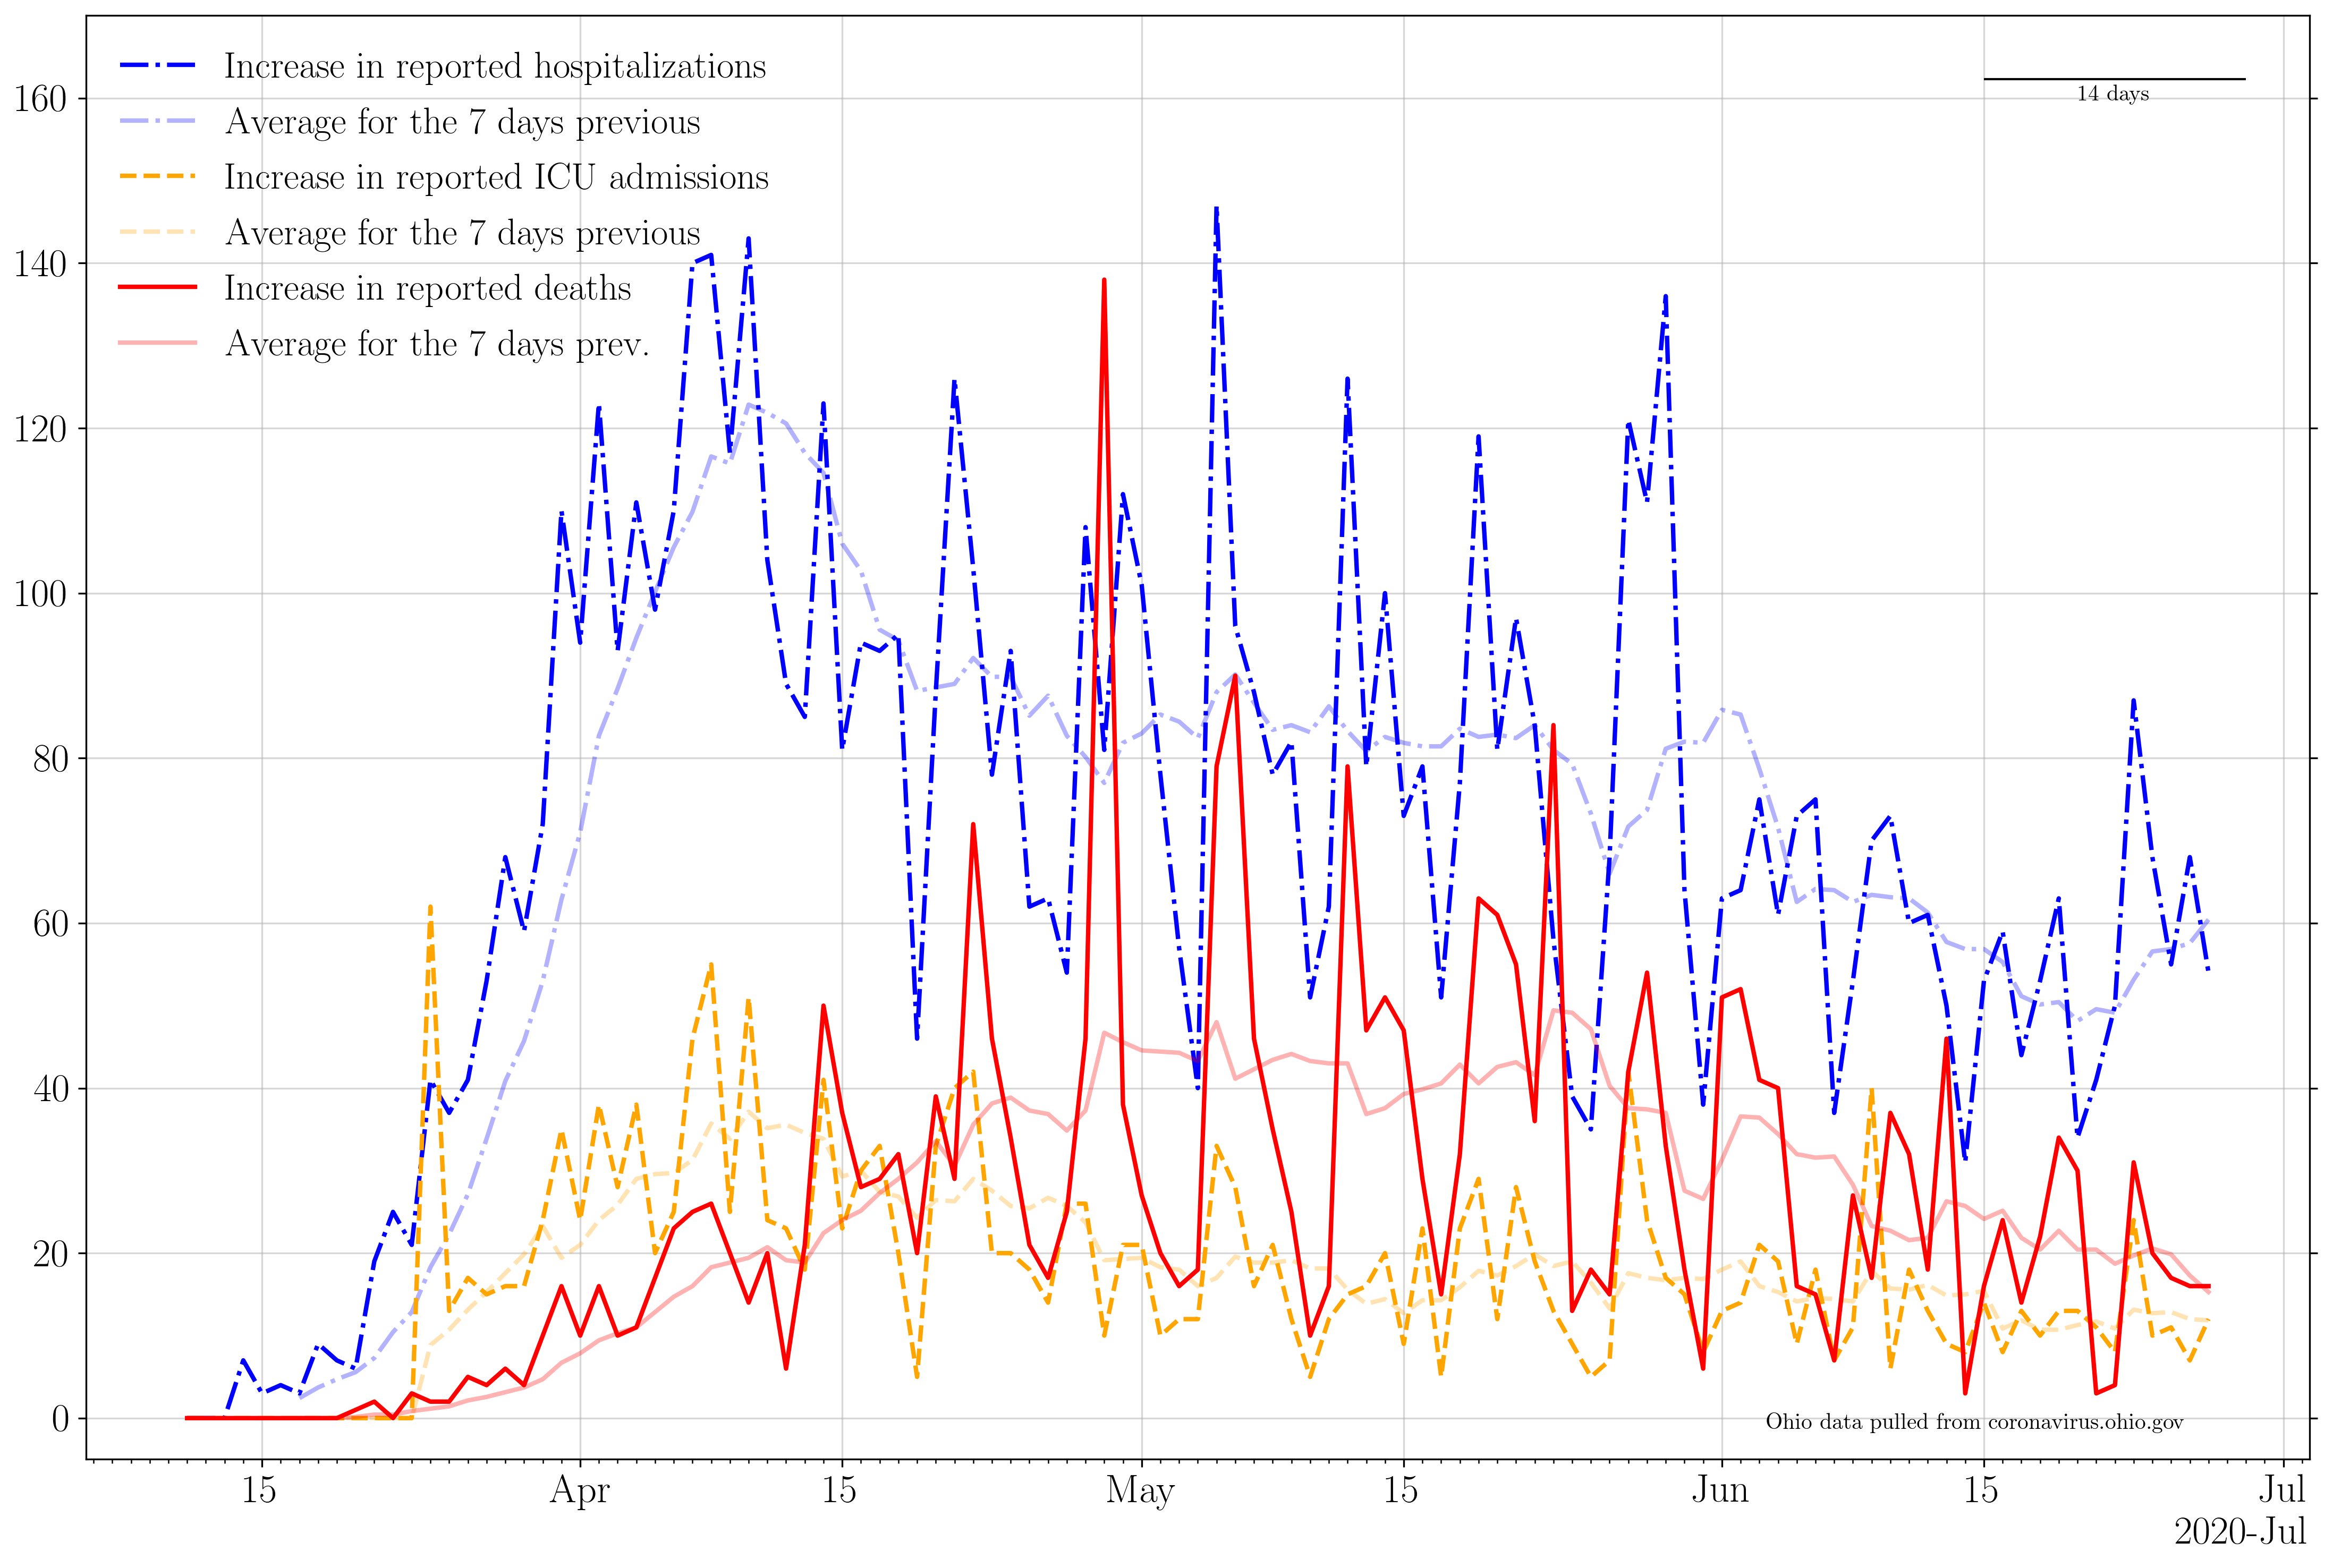 Increase in reported hospitalizations
Average for the 7 days previous
Increase in reported ICU admissions
Average for the 7 days previous
Increase in reported deaths
Average for the 7 days prev.
14 days
160
140
120
100
80
60
40
20
0
Ohio data pulled from coronavirus.ohio.gov
15 Apr 15 May 15 Jun 15 Jul
2020-Jul